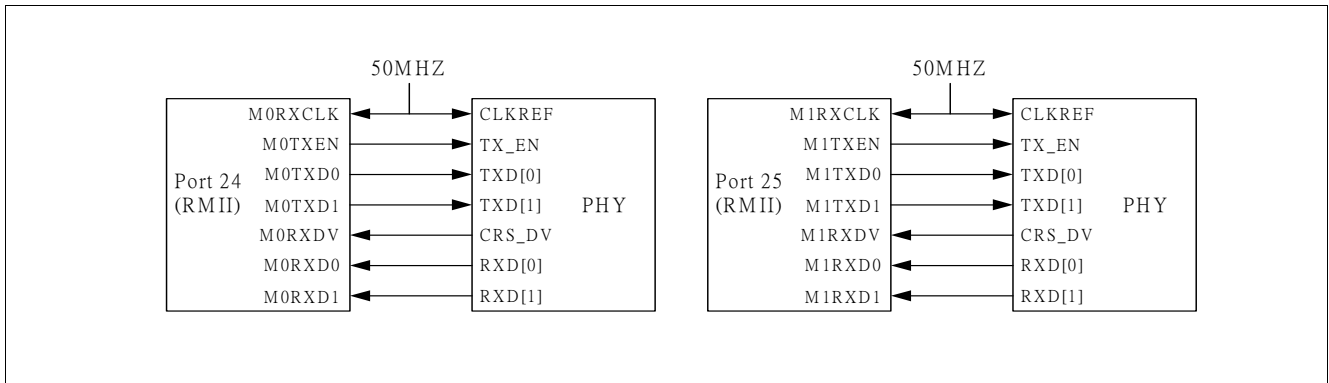 50MHZ
M0RXCLK CLKREF
M0TXEN TX_EN
M0TXD0 TXD[0]
Port 24
(RMII)
M0TXD1 TXD[1] PHY
M0RXDV CRS_DV
M0RXD0 RXD[0]
M0RXD1 RXD[1]
50MHZ
M1RXCLK CLKREF
M1TXEN TX_EN
M1TXD0 TXD[0]
Port 25
(RMII)
M1TXD1 TXD[1] PHY
M1RXDV CRS_DV
M1RXD0 RXD[0]
M1RXD1 RXD[1]